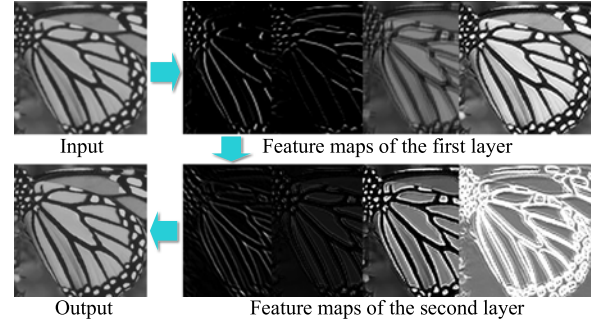 Input
Feature maps of the first layer
Output
Feature maps of the second layer